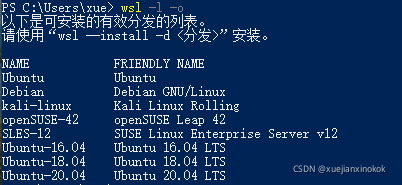 PS C:\Users\xue> wsl -l -o
以下是可安装的有效分发的列表。
请使用“wsl --install -d <分发>”安装。
NAME FRIENDLY NAME
Ubuntu Ubuntu
Debian Debian GNU/Linux
kali-linux Kali Linux Rolling
openSUSE-42 openSUSE Leap 42
SLES-12 SUSE Linux Enterprise Server v12
Ubuntu-16.04 Ubuntu 16.04 LTS
Ubuntu-18.04 Ubuntu 18.04 LTS
Ubuntu-20.04 Ubuntu 20.04 LTS
CSDN @xuejianxinokok